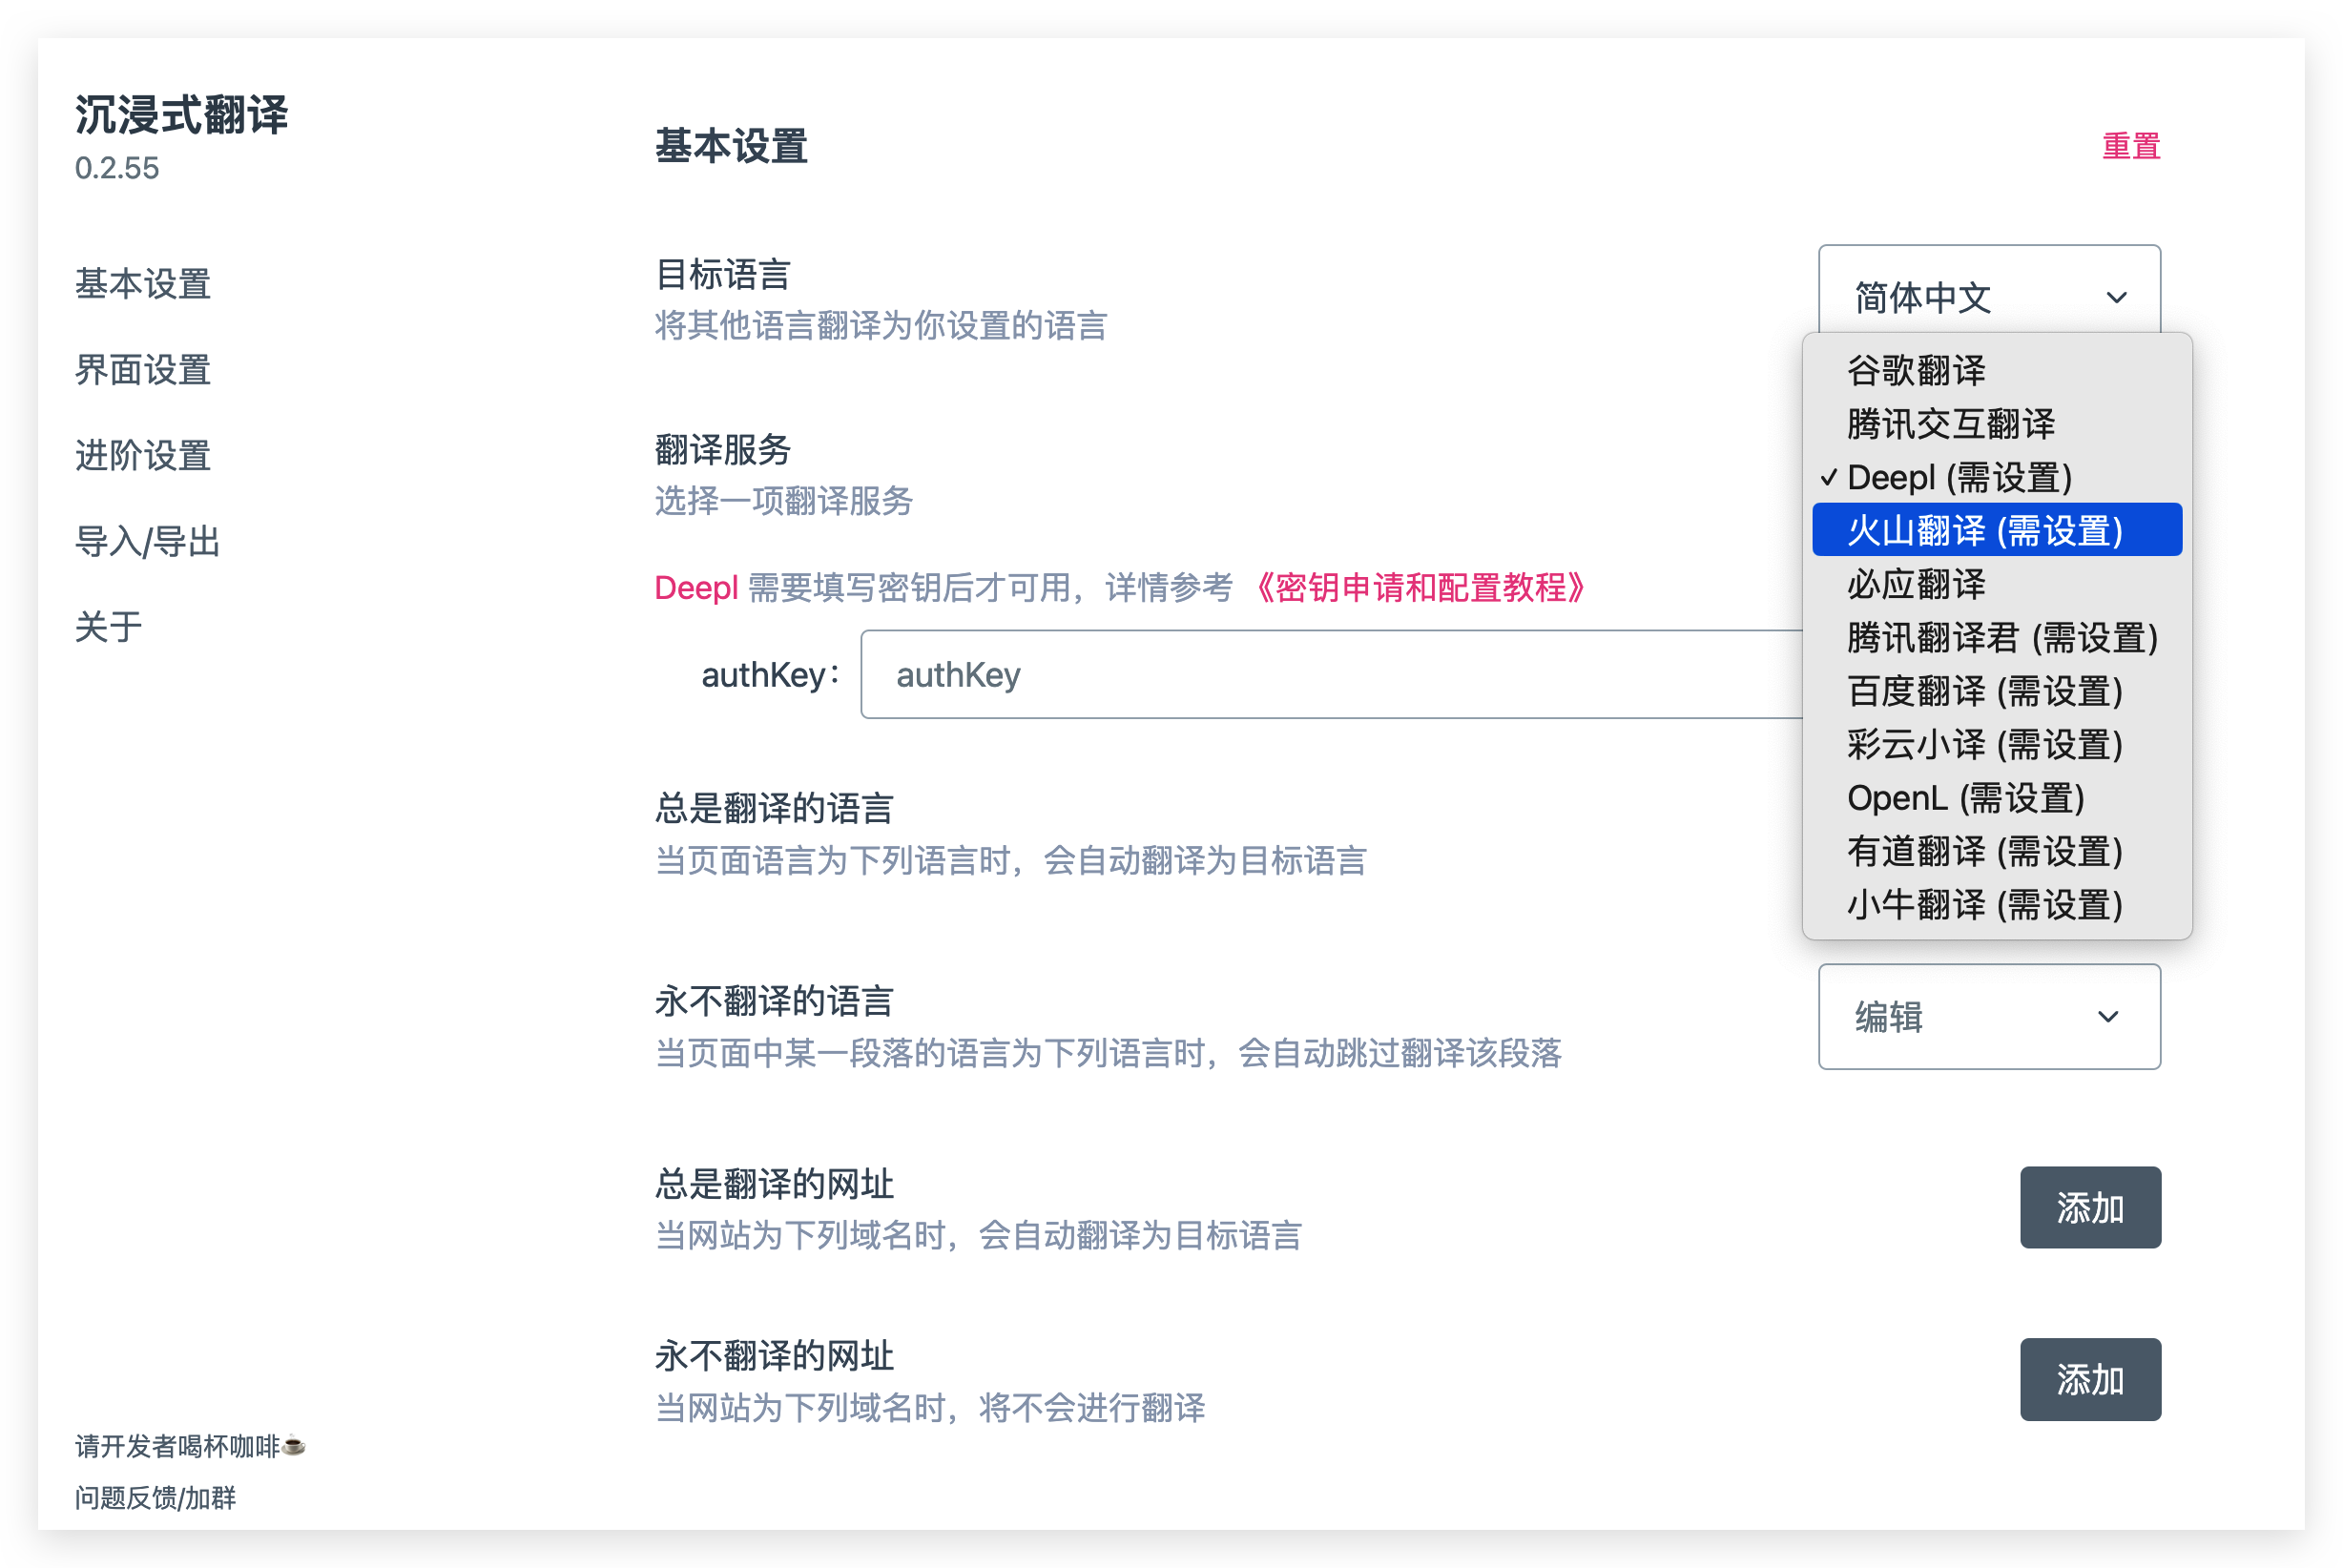 沉浸式翻译
0.2.55
基本设置
界面设置
进阶设置
导入/导出
关于
请开发者喝杯咖啡☕
问题反馈/加群
基本设置
重置
目标语言
将其他语言翻译为你设置的语言
简体中文
翻译服务
选择一项翻译服务
谷歌翻译
腾讯交互翻译
✓ Deepl (需设置)
火山翻译 (需设置)
必应翻译
腾讯翻译君 (需设置)
百度翻译 (需设置)
彩云小译 (需设置)
OpenL (需设置)
有道翻译 (需设置)
小牛翻译 (需设置)
Deepl 需要填写密钥后才可用，详情参考 《密钥申请和配置教程》
authKey： authKey
总是翻译的语言
当页面语言为下列语言时，会自动翻译为目标语言
永不翻译的语言
当页面中某一段落的语言为下列语言时，会自动跳过翻译该段落
编辑
总是翻译的网址
当网站为下列域名时，会自动翻译为目标语言
添加
永不翻译的网址
当网站为下列域名时，将不会进行翻译
添加